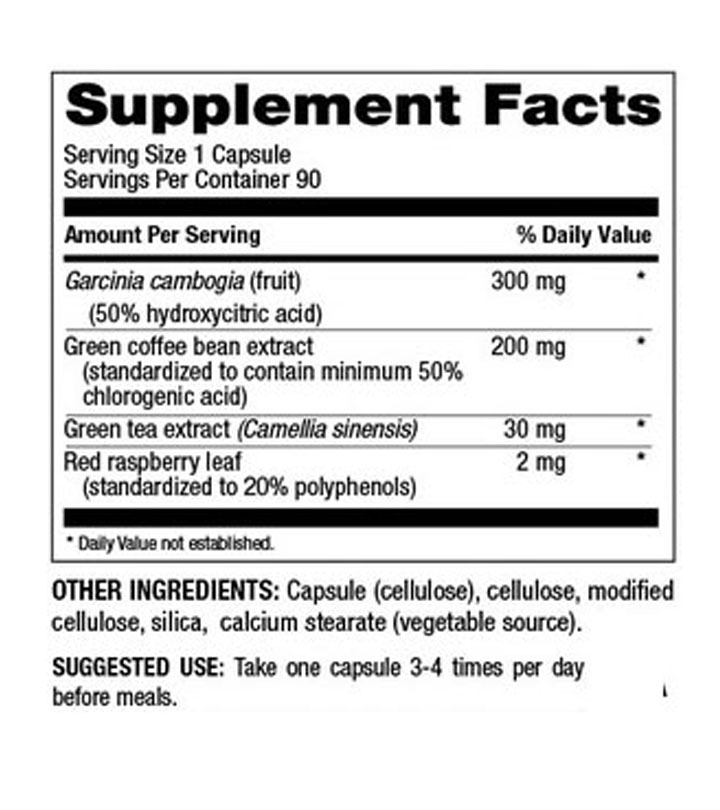 Supplement Facts
Serving Size 1 Capsule
Servings Per Container 90
Amount Per Serving % Daily Value
Garcinia cambogia (fruit) 300 mg *
(50% hydroxycitric acid)
Green coffee bean extract 200 mg *
(standardized to contain minimum 50%
chlorogenic acid)
Green tea extract (Camellia sinensis) 30 mg *
Red raspberry leaf 2 mg *
(standardized to 20% polyphenols)
* Daily Value not established.
OTHER INGREDIENTS: Capsule (cellulose), cellulose, modified
cellulose, silica, calcium stearate (vegetable source).
SUGGESTED USE: Take one capsule 3-4 times per day
before meals.